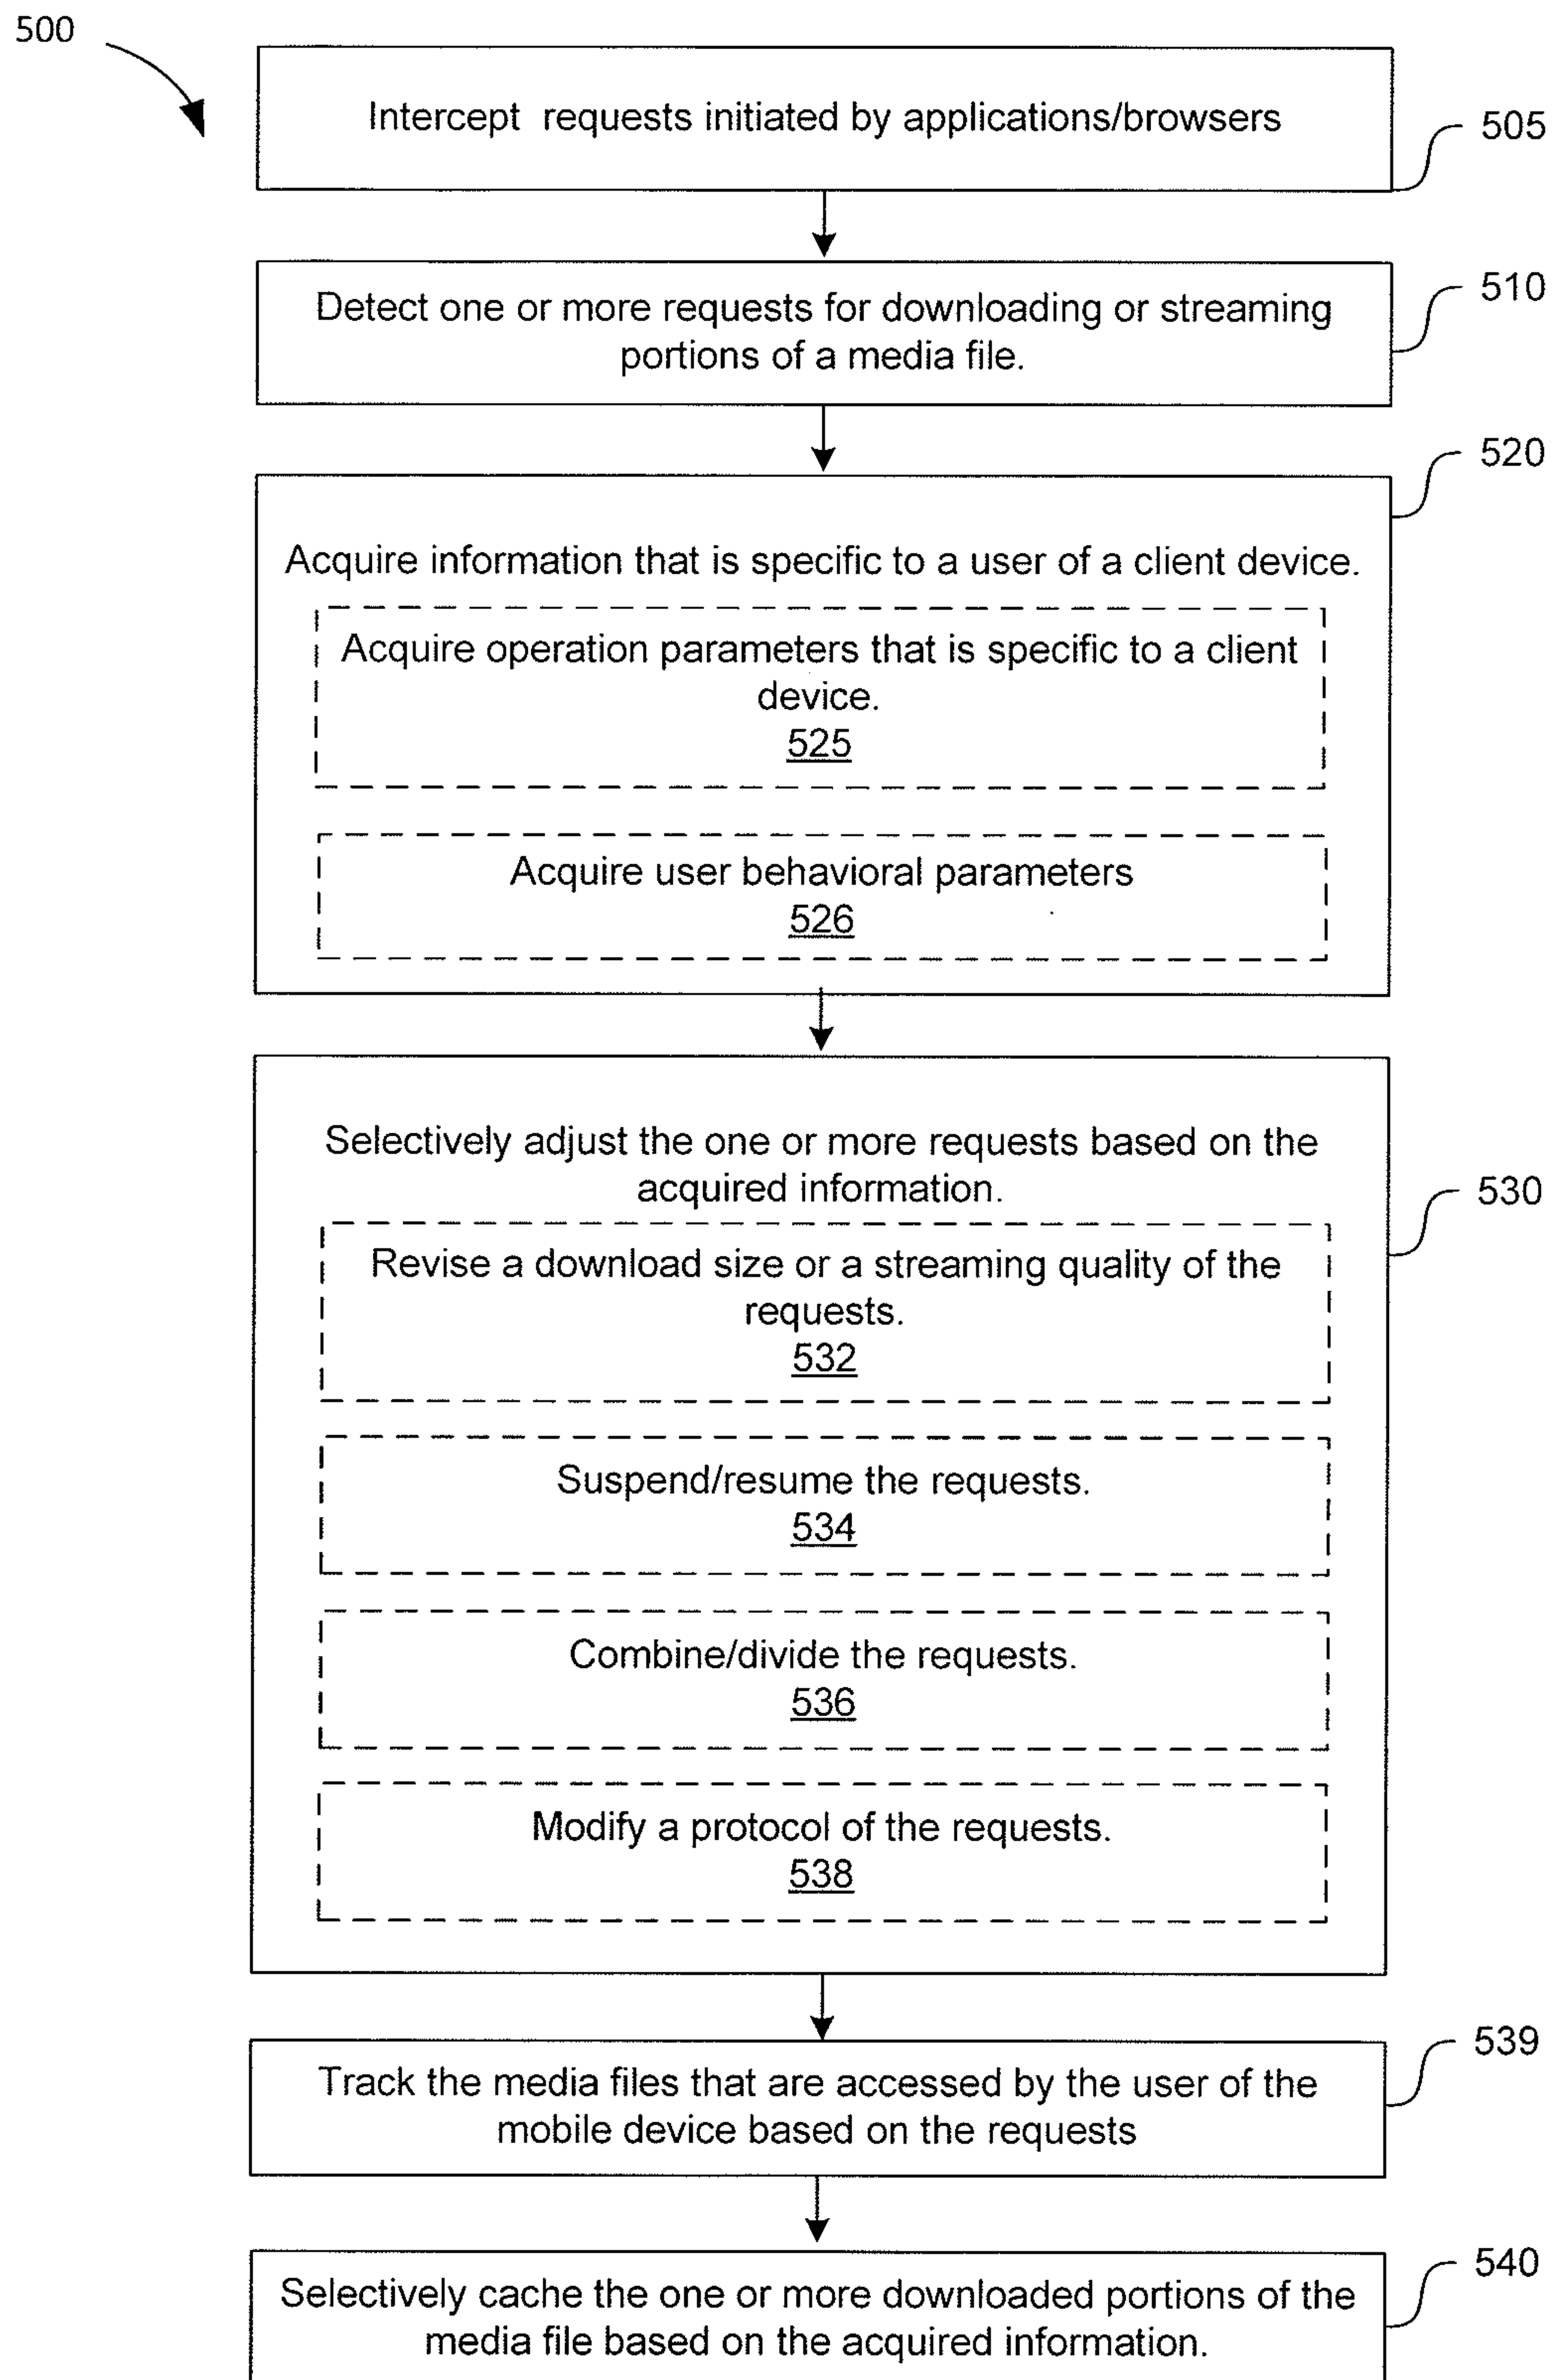 500
Intercept requests initiated by applications/browsers
505
Detect one or more requests for downloading or streaming
portions of a media file.
510
520
Acquire information that is specific to a user of a client device.
Acquire operation parameters that is specific to a client
device.
525
Acquire user behavioral parameters
526
Selectively adjust the one or more requests based on the
acquired information.
530
Revise a download size or a streaming quality of the
requests.
532
Suspend/resume the requests.
534
Combine/divide the requests.
536
Modify a protocol of the requests.
538
539
Track the media files that are accessed by the user of the
mobile device based on the requests
540
Selectively cache the one or more downloaded portions of the
media file based on the acquired information.